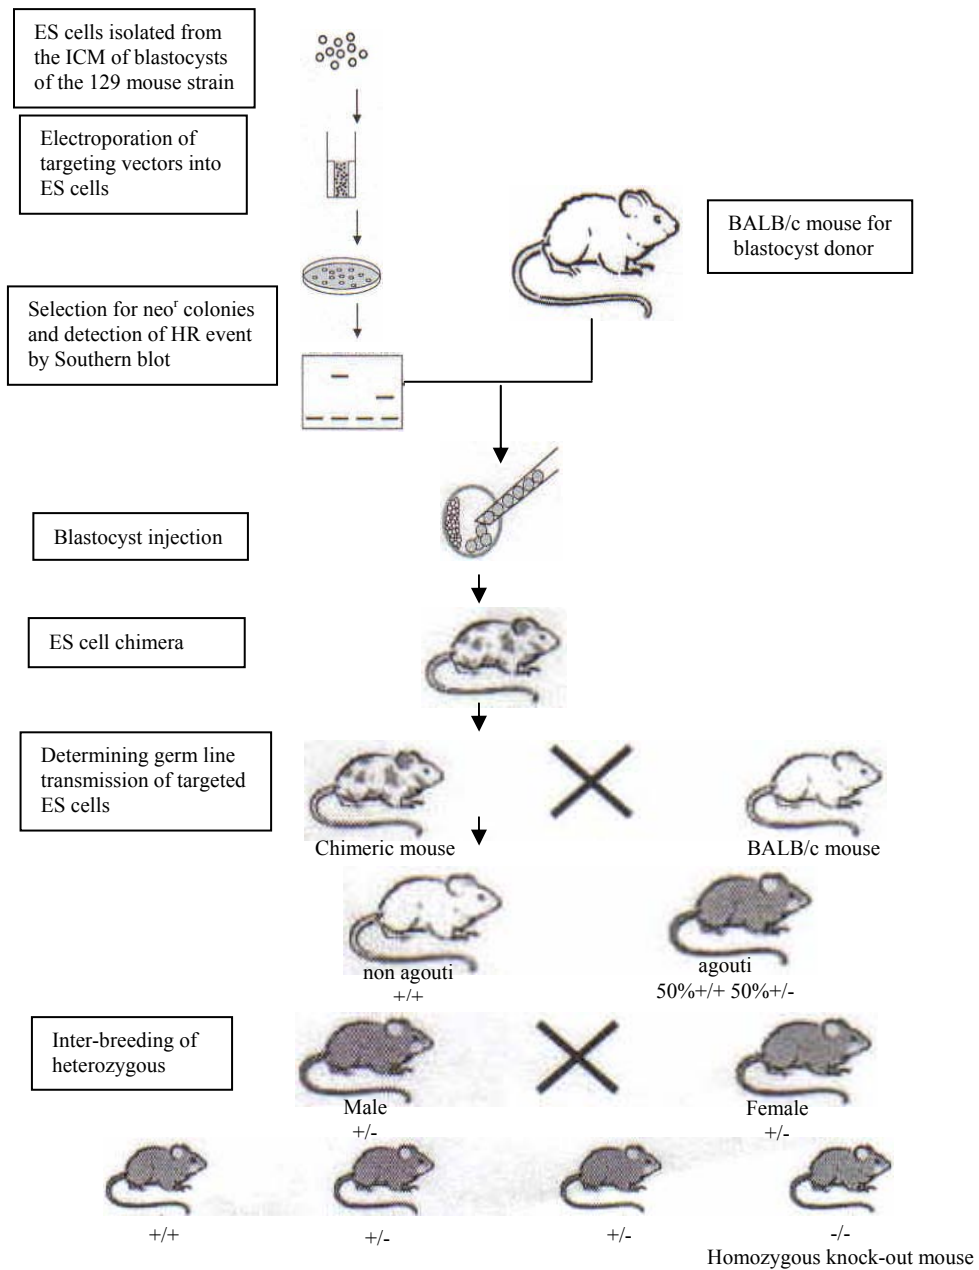 ES cells isolated from
the ICM of blastocysts
of the 129 mouse strain
Electroporation of
targeting vectors into
ES cells
BALB/c mouse for
blastocyst donor
Selection for neoʳ colonies
and detection of HR event
by Southern blot
Blastocyst injection
ES cell chimera
Determining germ line
transmission of targeted
ES cells
Chimeric mouse
BALB/c mouse
non agouti
+/+
agouti
50%+/+ 50%+/-
Inter-breeding of
heterozygous
Male
+/-
Female
+/-
+/+
+/-
+/-
-/-
Homozygous knock-out mouse